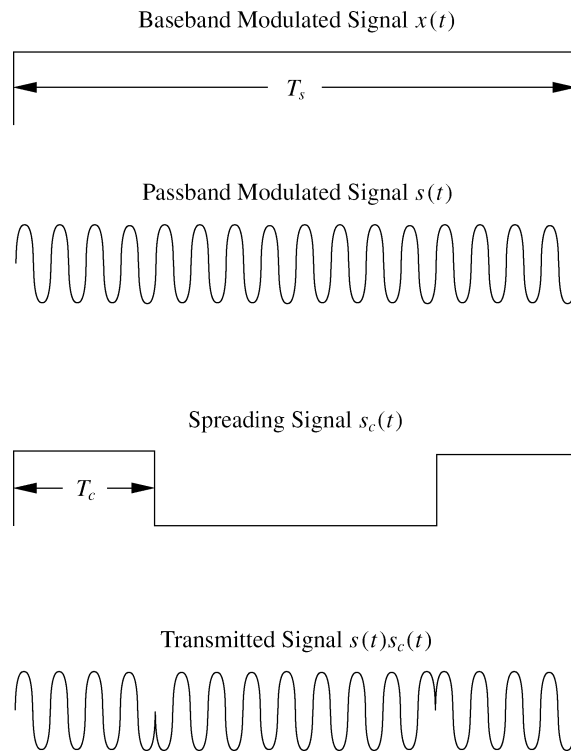 Baseband Modulated Signal x(t)
T_s
Passband Modulated Signal s(t)
Spreading Signal s_c(t)
T_c
Transmitted Signal s(t)s_c(t)